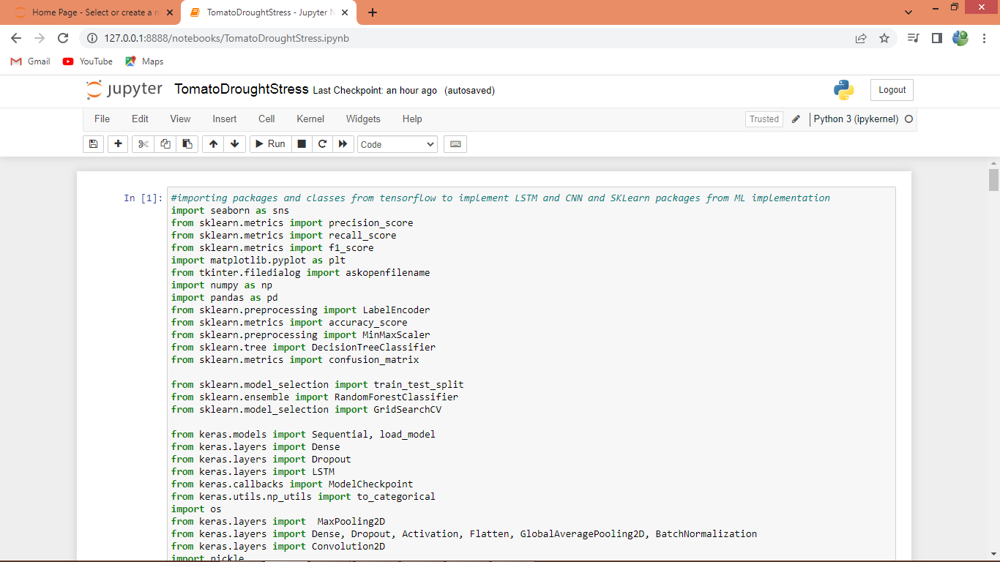 Home Page - Select or create a n
TomatoDroughtStress - Jupyter N
127.0.0.1:8888/notebooks/TomatoDroughtStress.ipynb
Gmail YouTube Maps
jupyter TomatoDroughtStress Last Checkpoint: an hour ago (autosaved)
Logout
File Edit View Insert Cell Kernel Widgets Help
Trusted Python 3 (ipykernel)
Run Code
In [1]:
#importing packages and classes from tensorflow to implement LSTM and CNN and SKLearn packages from ML implementation
import seaborn as sns
from sklearn.metrics import precision_score
from sklearn.metrics import recall_score
from sklearn.metrics import f1_score
import matplotlib.pyplot as plt
from tkinter.filedialog import askopenfilename
import numpy as np
import pandas as pd
from sklearn.preprocessing import LabelEncoder
from sklearn.metrics import accuracy_score
from sklearn.preprocessing import MinMaxScaler
from sklearn.tree import DecisionTreeClassifier
from sklearn.metrics import confusion_matrix
from sklearn.model_selection import train_test_split
from sklearn.ensemble import RandomForestClassifier
from sklearn.model_selection import GridSearchCV
from keras.models import Sequential, load_model
from keras.layers import Dense
from keras.layers import Dropout
from keras.layers import LSTM
from keras.callbacks import ModelCheckpoint
from keras.utils.np_utils import to_categorical
import os
from keras.layers import  MaxPooling2D
from keras.layers import Dense, Dropout, Activation, Flatten, GlobalAveragePooling2D, BatchNormalization
from keras.layers import Convolution2D
import pickle